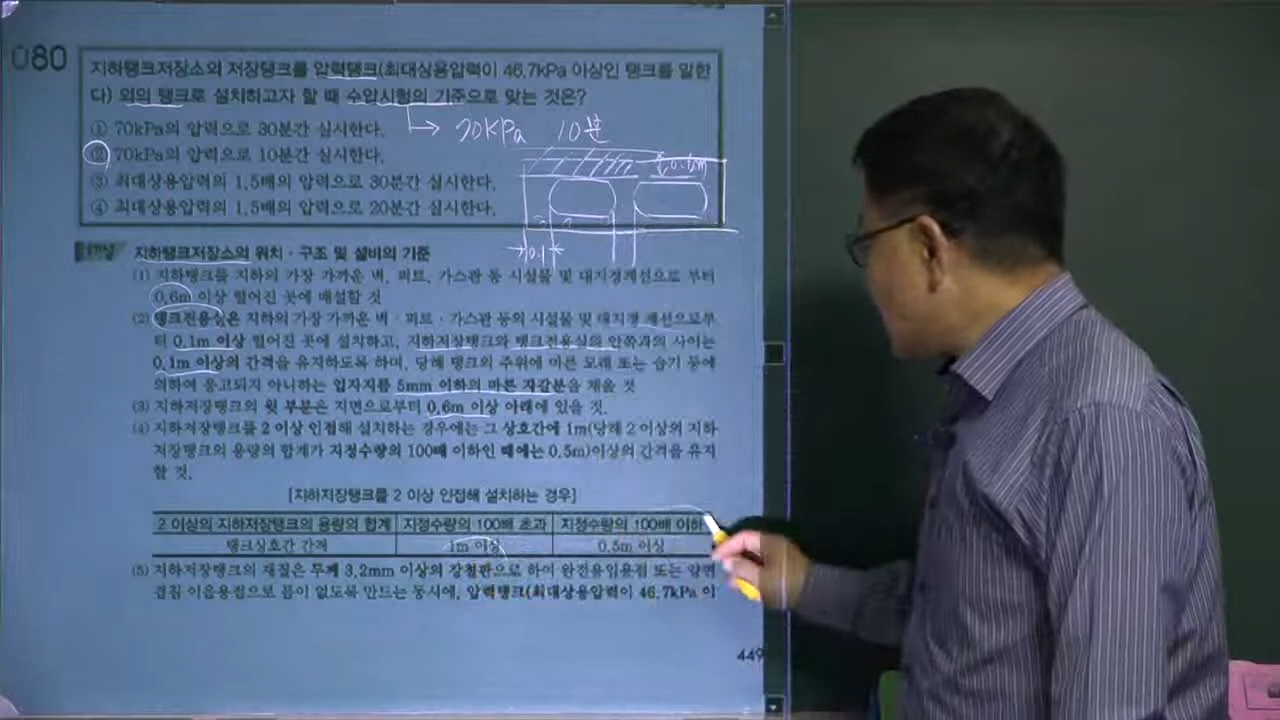 080
지하탱크저장소의 저장탱크를 압력탱크(최대상용압력이 46.7kPa 이상인 탱크를 말한
다) 외의 탱크로 설치하고자 할 때 수압시험의 기준으로 맞는 것은?
① 70kPa의 압력으로 30분간 실시한다.
② 70kPa의 압력으로 10분간 실시한다.
③ 최대상용압력의 1.5배의 압력으로 30분간 실시한다.
④ 최대상용압력의 1.5배의 압력으로 20분간 실시한다.
70KPa 10분
0.1
해설 지하탱크저장소의 위치·구조 및 설비의 기준
(1) 지하탱크를 지하의 가장 가까운 벽, 피트, 가스관 등 시설물 및 대지경계선으로 부터
0.6m 이상 떨어진 곳에 매설할 것
(2) 탱크전용실은 지하의 가장 가까운 벽·피트·가스관 등의 시설물 및 대지경계선으로부
터 0.1m 이상 떨어진 곳에 설치하고, 지하저장탱크와 탱크전용실의 안쪽과의 사이는
0.1m 이상의 간격을 유지하도록 하며, 당해 탱크의 주위에 마른 모래 또는 습기 등에
의하여 응고되지 아니하는 입자지름 5mm 이하의 마른 자갈분을 채울 것
(3) 지하저장탱크의 윗 부분은 지면으로부터 0.6m 이상 아래에 있을 것.
(4) 지하저장탱크를 2 이상 인접해 설치하는 경우에는 그 상호간에 1m(당해 2 이상의 지하
저장탱크의 용량의 합계가 지정수량의 100배 이하인 때에는 0.5m)이상의 간격을 유지
할 것.
[지하저장탱크를 2 이상 인접해 설치하는 경우]
2 이상의 지하저장탱크의 용량의 합계 지정수량의 100배 초과 지정수량의 100배 이하
탱크상호간 간격 1m 이상 0.5m 이상
(5) 지하저장탱크의 재질은 두께 3.2mm 이상의 강철판으로 하여 완전용입용접 또는 양면
겹침 이음용접으로 틈이 없도록 만드는 동시에, 압력탱크(최대상용압력이 46.7kPa 이
449